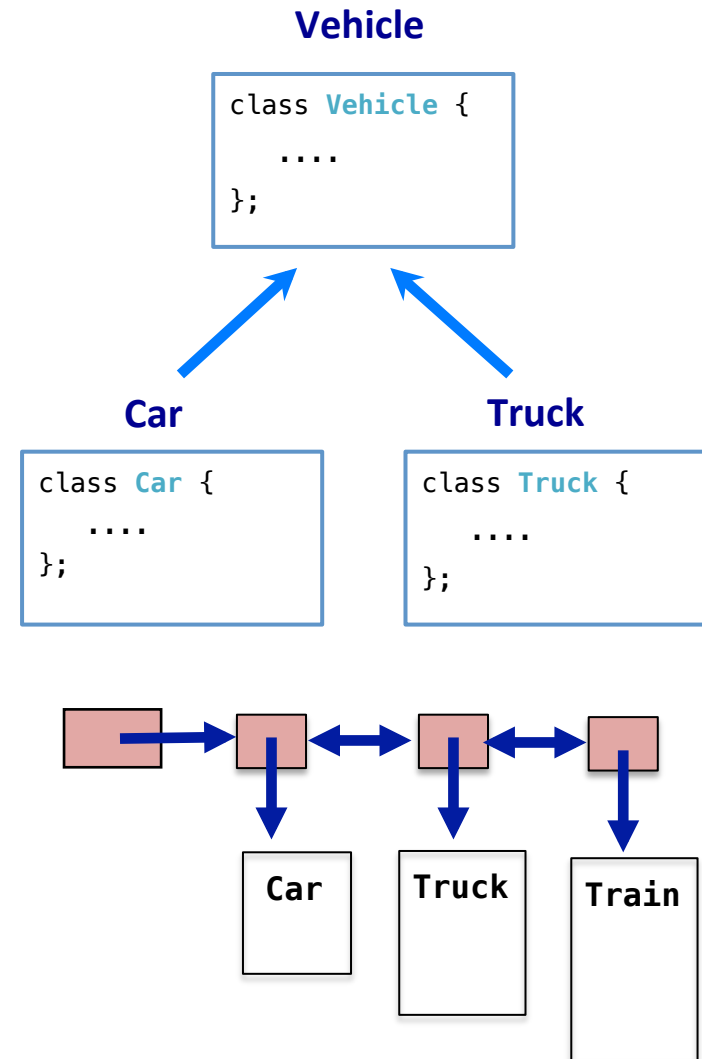 Vehicle
class Vehicle {
....
};
Car
Truck
class Car {
....
};
class Truck {
....
};
Car
Truck
Train